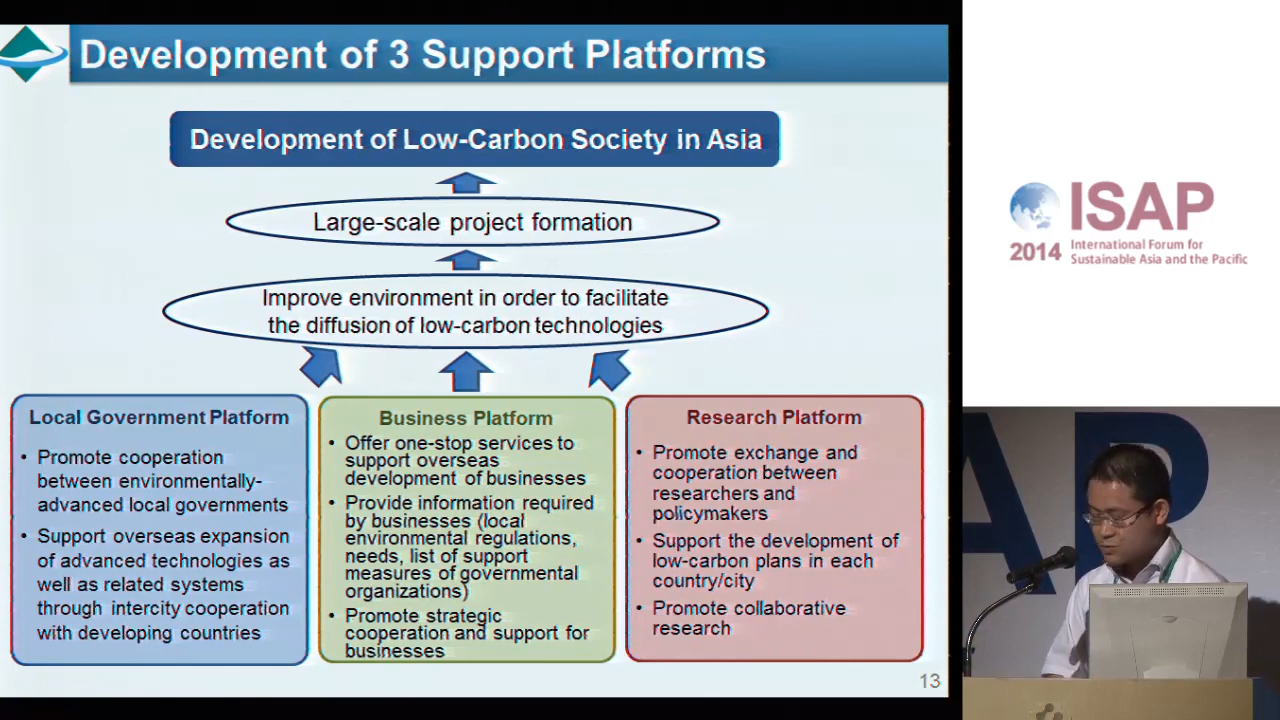 Development of 3 Support Platforms
Development of Low-Carbon Society in Asia
Large-scale project formation
Improve environment in order to facilitate
the diffusion of low-carbon technologies
Local Government Platform
• Promote cooperation
between environmentally-
advanced local governments
• Support overseas expansion
of advanced technologies as
well as related systems
through intercity cooperation
with developing countries
Business Platform
• Offer one-stop services to
support overseas
development of businesses
• Provide information required
by businesses (local
environmental regulations,
needs, list of support
measures of governmental
organizations)
• Promote strategic
cooperation and support for
businesses
Research Platform
• Promote exchange and
cooperation between
researchers and
policymakers
• Support the development of
low-carbon plans in each
country/city
• Promote collaborative
research
13
ISAP
2014
International Forum for
Sustainable Asia and the Pacific
AP